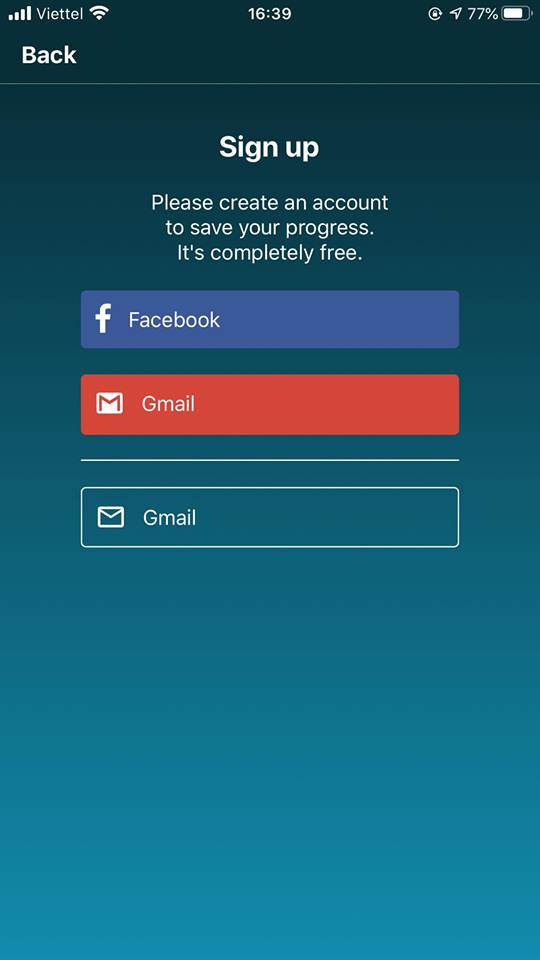 Viettel 16:39 77%
Back
Sign up
Please create an account
to save your progress.
It's completely free.
Facebook
Gmail
Gmail